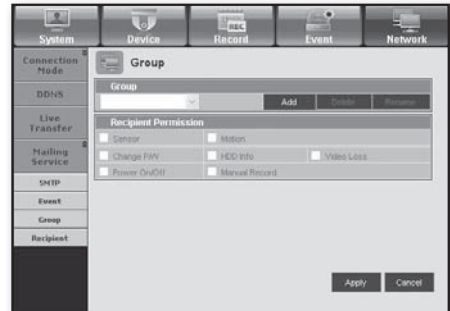 System Device Record Event Network
REC
Connection Mode
DDNS
Live Transfer
Mailing Service
SMTP
Event
Group
Recipient
Group
Group
Add Delete Rename
Recipient Permission
Sensor Motion
Change P/W HDD Info Video Loss
Power On/Off Manual Record
Apply Cancel